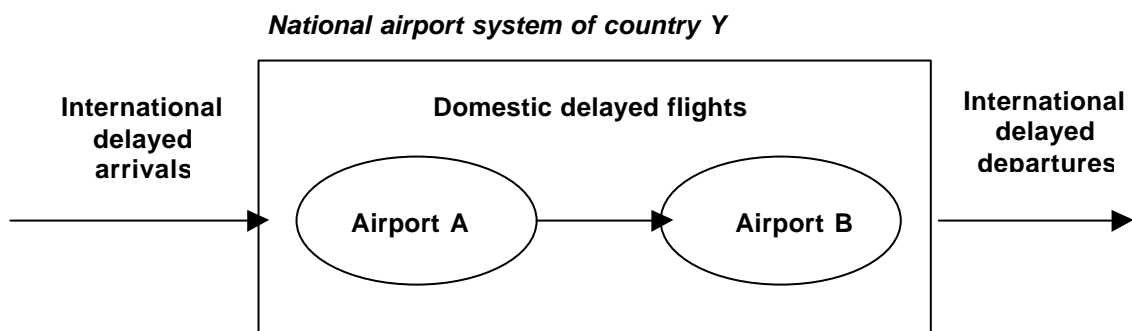 National airport system of country Y
International
delayed
arrivals
Domestic delayed flights
International
delayed
departures
Airport A
Airport B